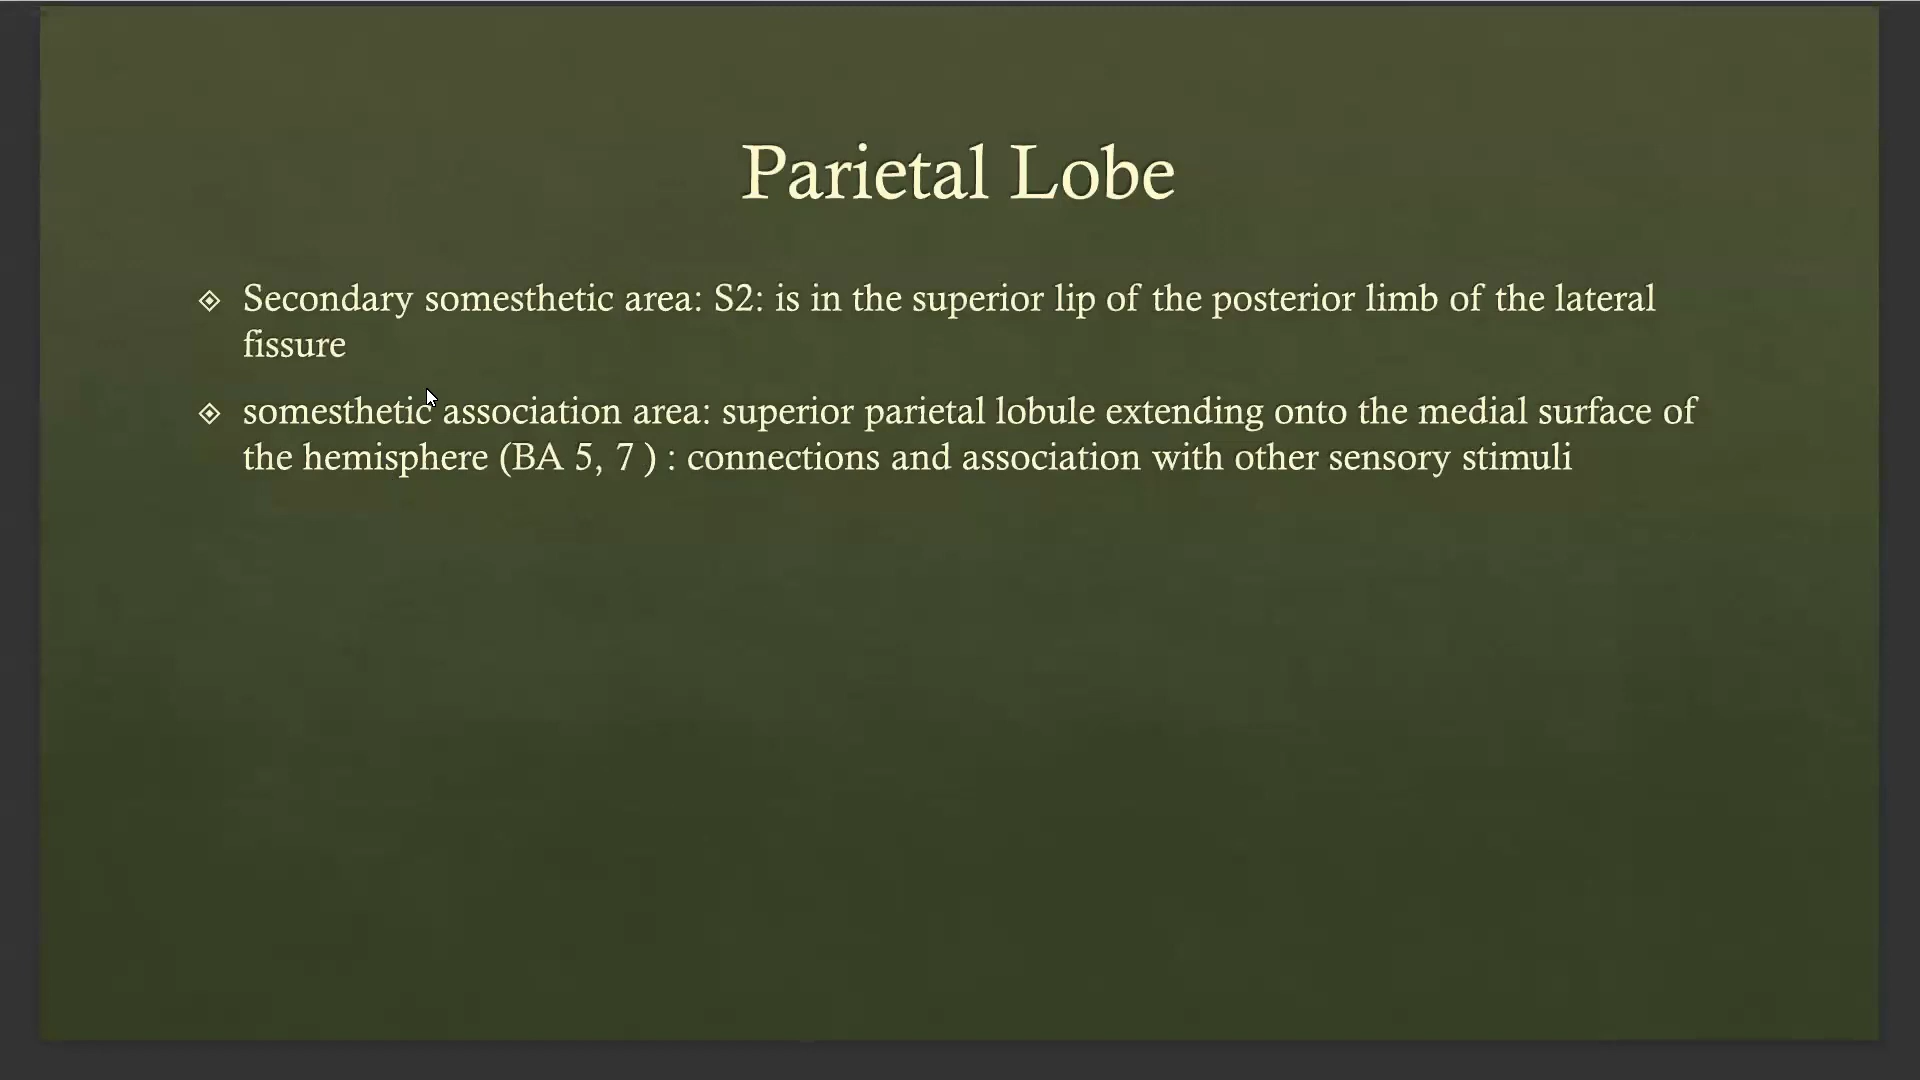 Parietal Lobe
Secondary somesthetic area: S2: is in the superior lip of the posterior limb of the lateral
fissure
somesthetic association area: superior parietal lobule extending onto the medial surface of
the hemisphere (BA 5, 7 ) : connections and association with other sensory stimuli